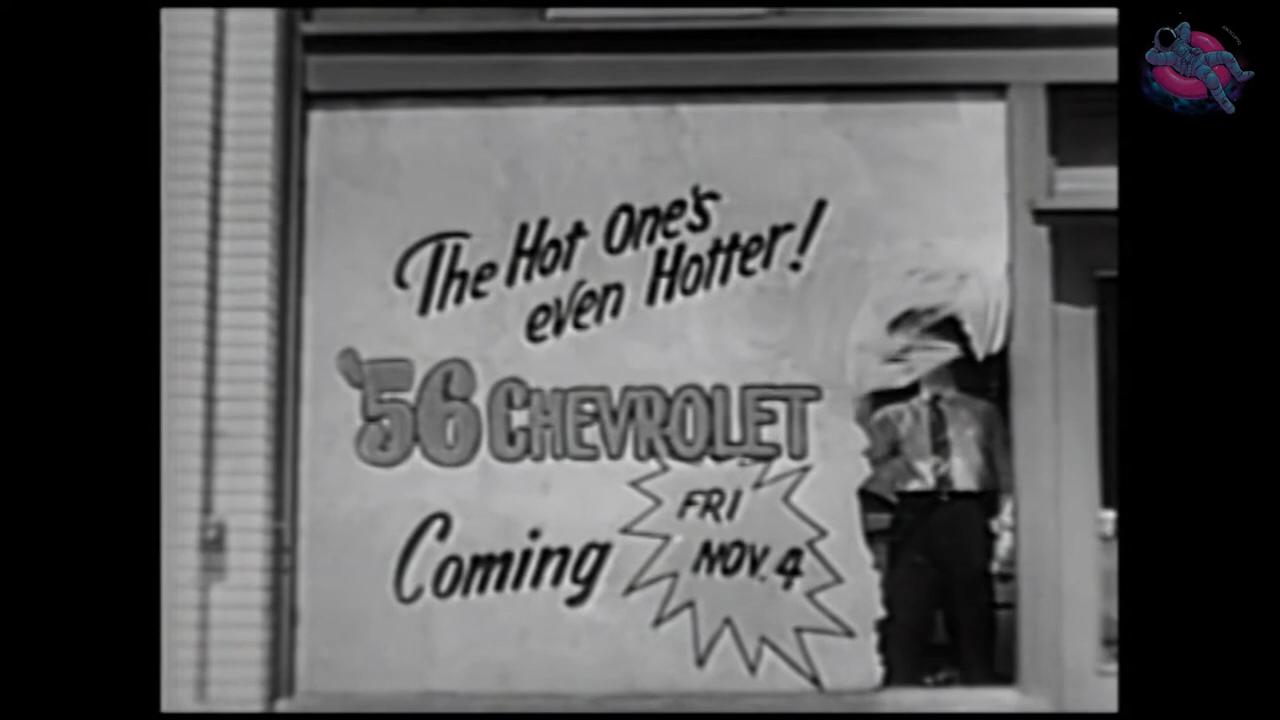 The Hot One's
even Hotter!
'56 CHEVROLET
Coming
FRI
NOV. 4